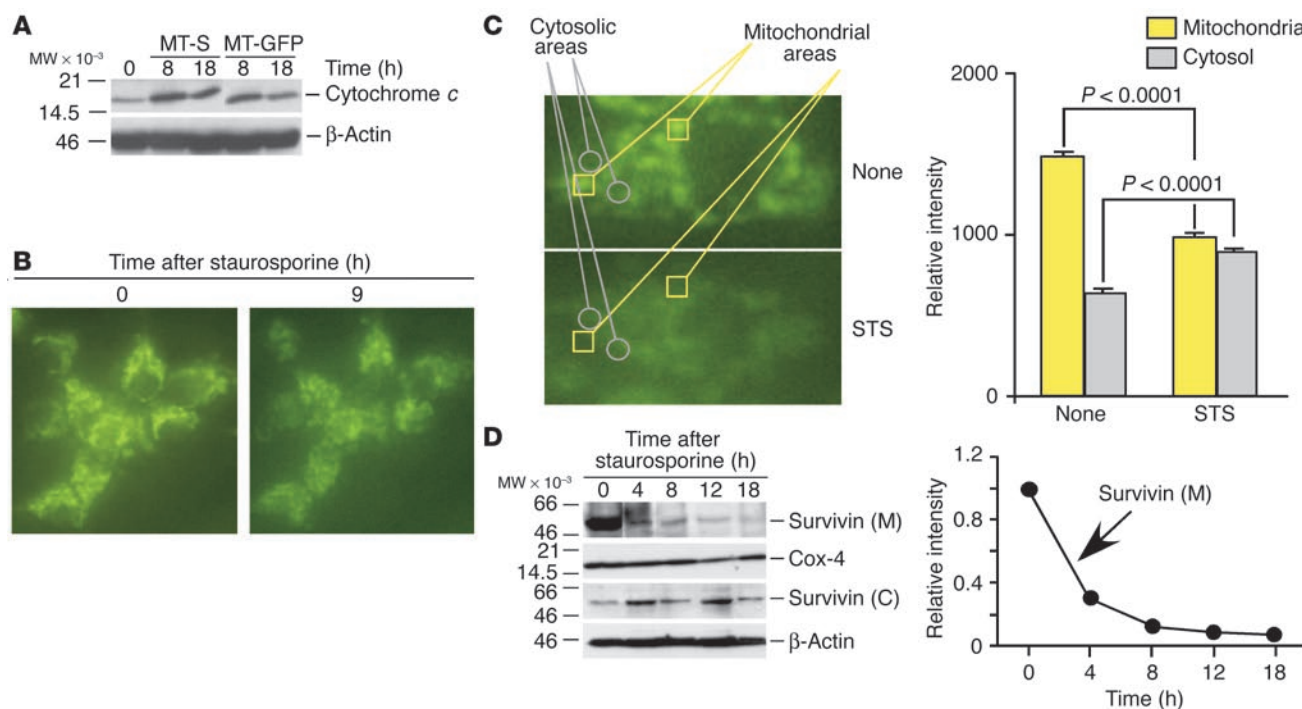 A
MT-S MT-GFP
MW × 10⁻³ 0 8 18 8 18 Time (h)
21
Cytochrome c
14.5
46 β-Actin
B
Time after staurosporine (h)
0 9
C
Cytosolic
areas
Mitochondrial
areas
None
STS
Mitochondria
Cytosol
2000
P < 0.0001
P < 0.0001
1000
0
Relative intensity
None STS
D
Time after
staurosporine (h)
MW × 10⁻³ 0 4 8 12 18
66
Survivin (M)
46
21
Cox-4
14.5
66
Survivin (C)
46
46 β-Actin
1.2
Survivin (M)
0.8
0.4
0
Relative intensity
0 4 8 12 18
Time (h)